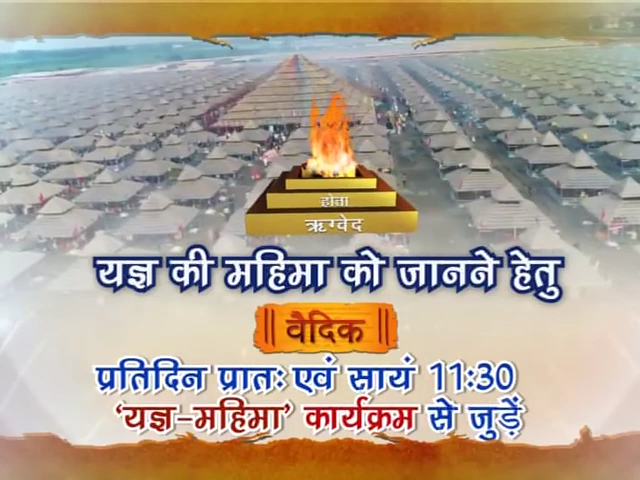 होता
ऋग्वेद
यज्ञ की महिमा को जानने हेतु
॥ वैदिक ॥
प्रतिदिन प्रातः एवं सायं 11:30
‘यज्ञ-महिमा’ कार्यक्रम से जुड़ें